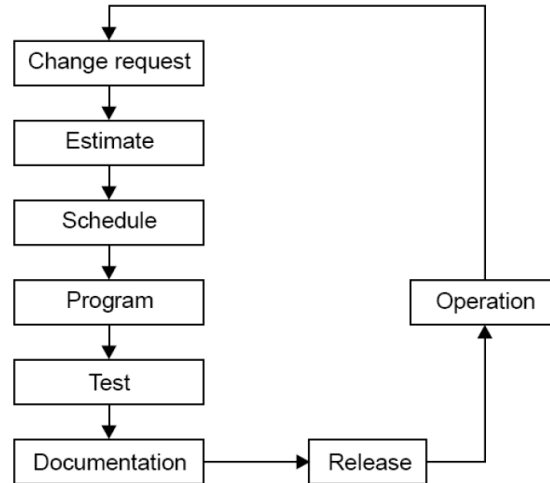 Change request
Estimate
Schedule
Program
Test
Documentation
Release
Operation